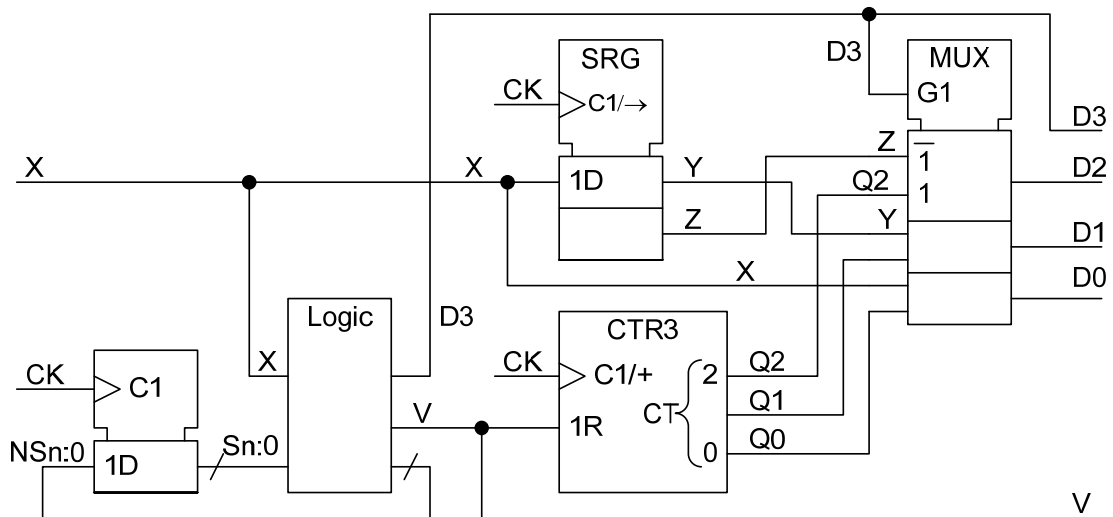 D3
SRG
MUX
CK
C1/→
G1
D3
X
X
1D
Y
Z
1
D2
Q2
1
Z
Y
D1
X
D0
Logic
D3
CTR3
X
CK
C1/+
2
Q2
CK
C1
V
1R
CT
Q1
0
Q0
NSn:0
1D
Sn:0
V